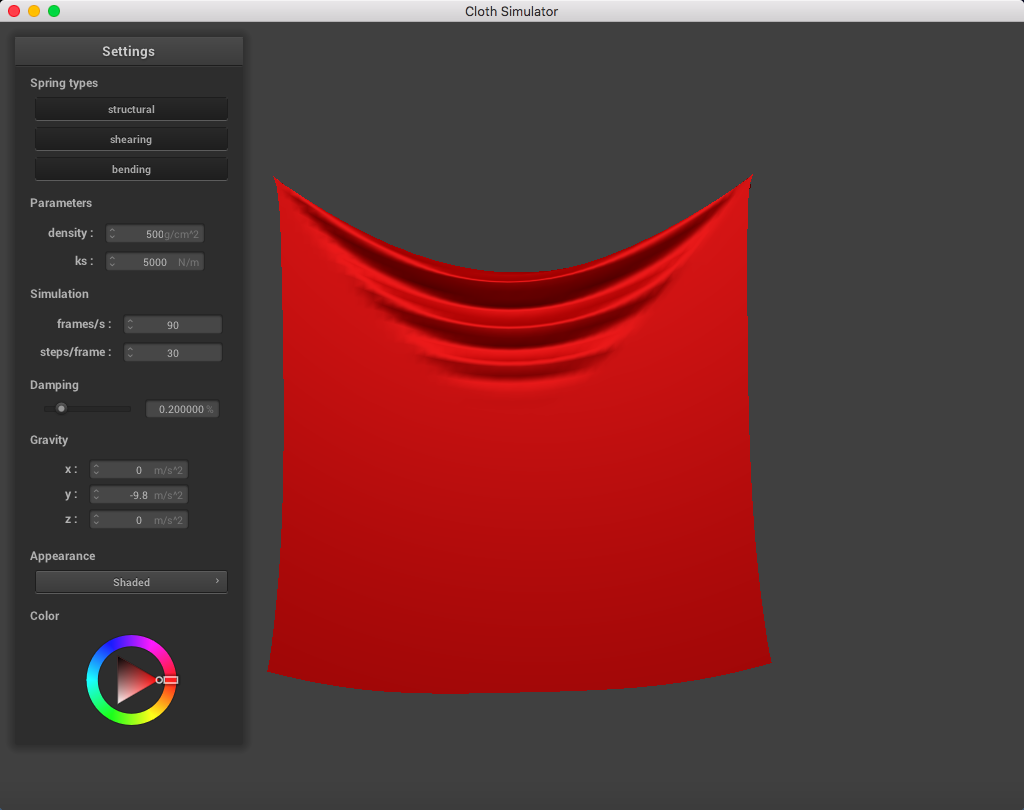 Cloth Simulator
Settings
Spring types
structural
shearing
bending
Parameters
density : 500 g/cm^2
ks : 5000 N/m
Simulation
frames/s : 90
steps/frame : 30
Damping
0.200000 %
Gravity
x : 0 m/s^2
y : -9.8 m/s^2
z : 0 m/s^2
Appearance
Shaded
Color